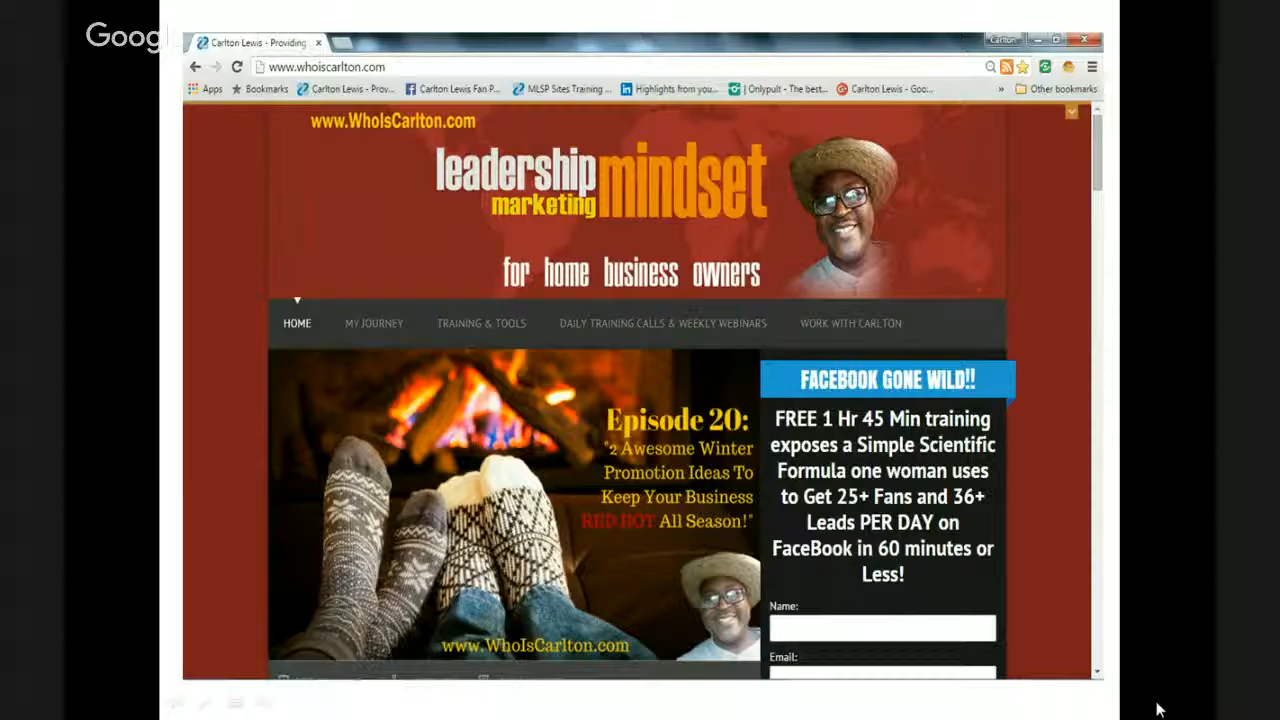 Google
Carlton Lewis - Providing
Carlton
www.whoiscarlton.com
Apps Bookmarks Carlton Lewis - Prov... Carlton Lewis Fan P... MLSP Sites Training ... Highlights from you... Onlypult - The best... Carlton Lewis - Goo... » Other bookmarks
www.WhoIsCarlton.com
leadership mindset
marketing
for home business owners
HOME MY JOURNEY TRAINING & TOOLS DAILY TRAINING CALLS & WEEKLY WEBINARS WORK WITH CARLTON
Episode 20:
"2 Awesome Winter
Promotion Ideas To
Keep Your Business
RED HOT All Season!"
www.WhoIsCarlton.com
FACEBOOK GONE WILD!!
FREE 1 Hr 45 Min training
exposes a Simple Scientific
Formula one woman uses
to Get 25+ Fans and 36+
Leads PER DAY on
FaceBook in 60 minutes or
Less!
Name:
Email: